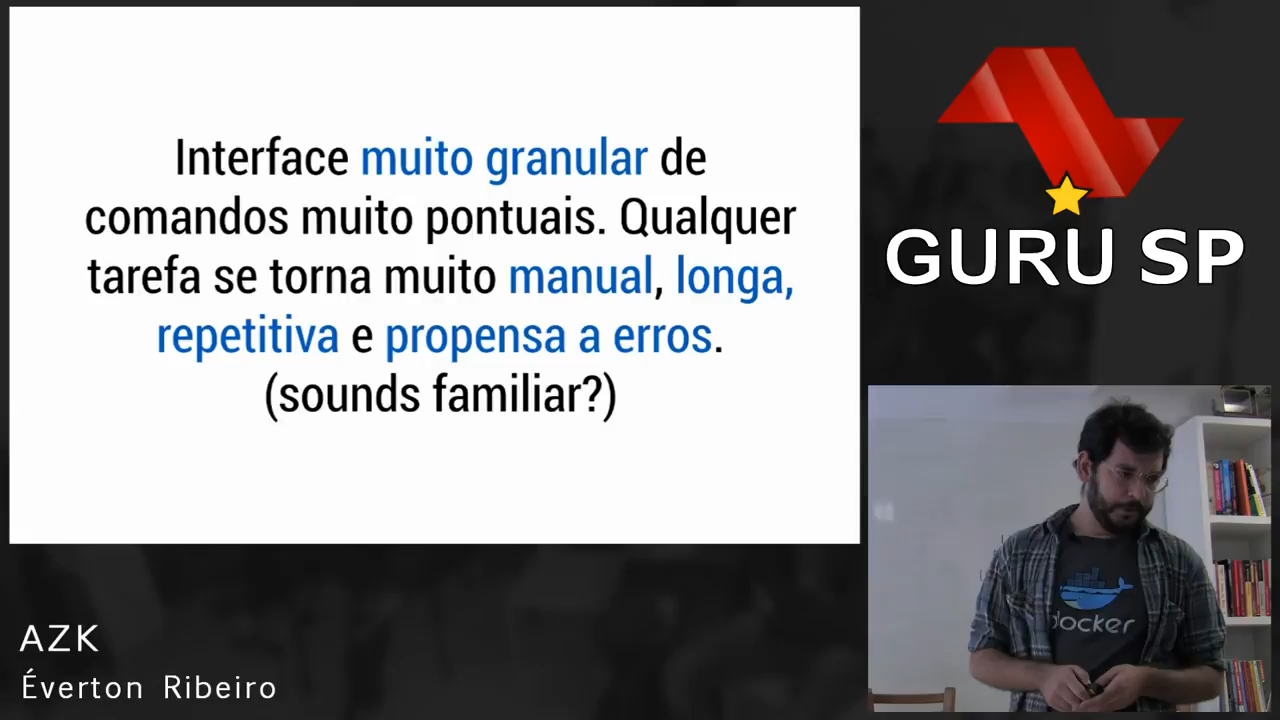 Interface muito granular de
comandos muito pontuais. Qualquer
tarefa se torna muito manual, longa,
repetitiva e propensa a erros.
(sounds familiar?)
GURU SP
docker
AZK
Éverton Ribeiro